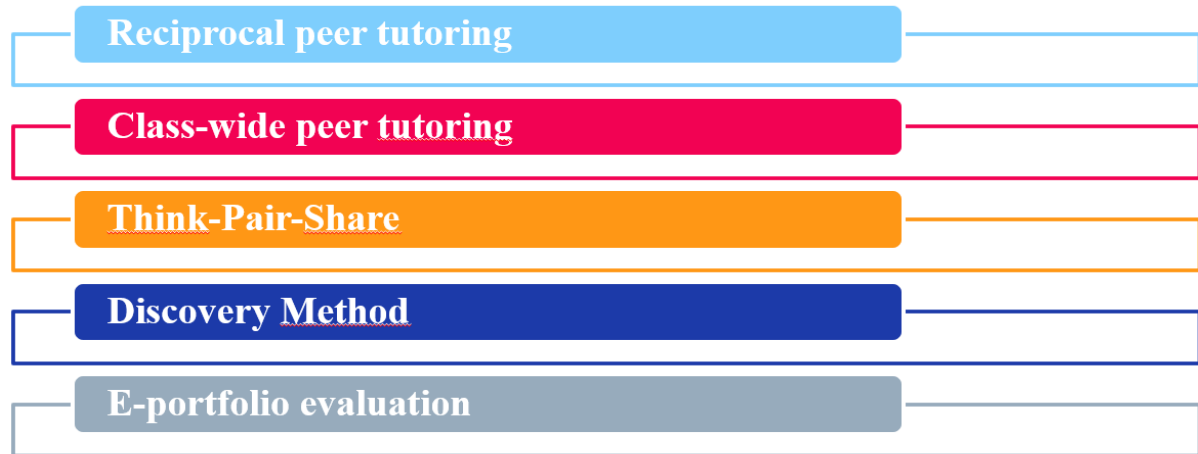 Reciprocal peer tutoring
Class-wide peer tutoring
Think-Pair-Share
Discovery Method
E-portfolio evaluation